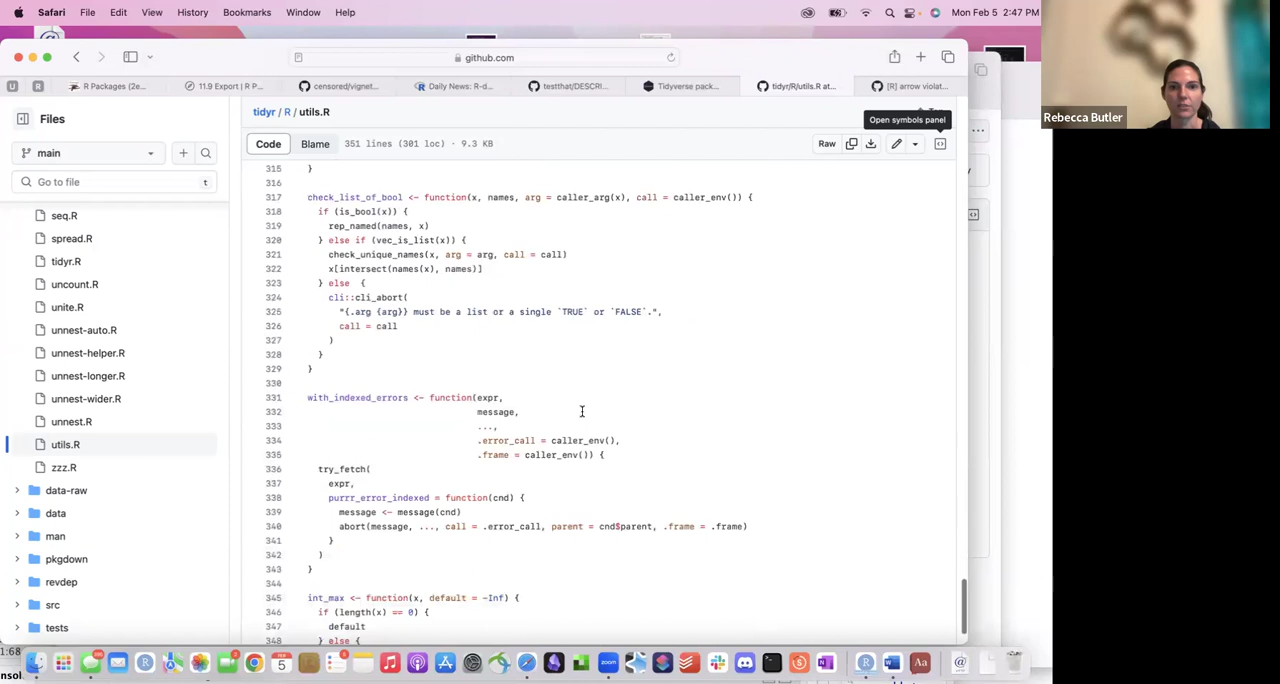 Safari File Edit View History Bookmarks Window Help Mon Feb 5 2:47 PM
github.com
R Packages (2e... 11.9 Export | R P... censored/vignet... Daily News: R-d... testthat/DESCRI... Tidyverse pack... tidyr/R/utils.R at... [R] arrow violat...
Files
tidyr / R / utils.R
Open symbols panel
Rebecca Butler
main
Code Blame 351 lines (301 loc) · 9.3 KB Raw
Go to file t
seq.R
spread.R
tidyr.R
uncount.R
unite.R
unnest-auto.R
unnest-helper.R
unnest-longer.R
unnest-wider.R
unnest.R
utils.R
zzz.R
data-raw
data
man
pkgdown
revdep
src
tests
315 }
316
317 check_list_of_bool <- function(x, names, arg = caller_arg(x), call = caller_env()) {
318 if (is_bool(x)) {
319 rep_named(names, x)
320 } else if (vec_is_list(x)) {
321 check_unique_names(x, arg = arg, call = call)
322 x[intersect(names(x), names)]
323 } else {
324 cli::cli_abort(
325 "{.arg {arg}} must be a list or a single `TRUE` or `FALSE`.",
326 call = call
327 )
328 }
329 }
330
331 with_indexed_errors <- function(expr,
332 message,
333 ...,
334 .error_call = caller_env(),
335 .frame = caller_env()) {
336 try_fetch(
337 expr,
338 purrr_error_indexed = function(cnd) {
339 message <- message(cnd)
340 abort(message, ..., call = .error_call, parent = cnd$parent, .frame = .frame)
341 }
342 )
343 }
344
345 int_max <- function(x, default = -Inf) {
346 if (length(x) == 0) {
347 default
348 } else {
1:68
nsol